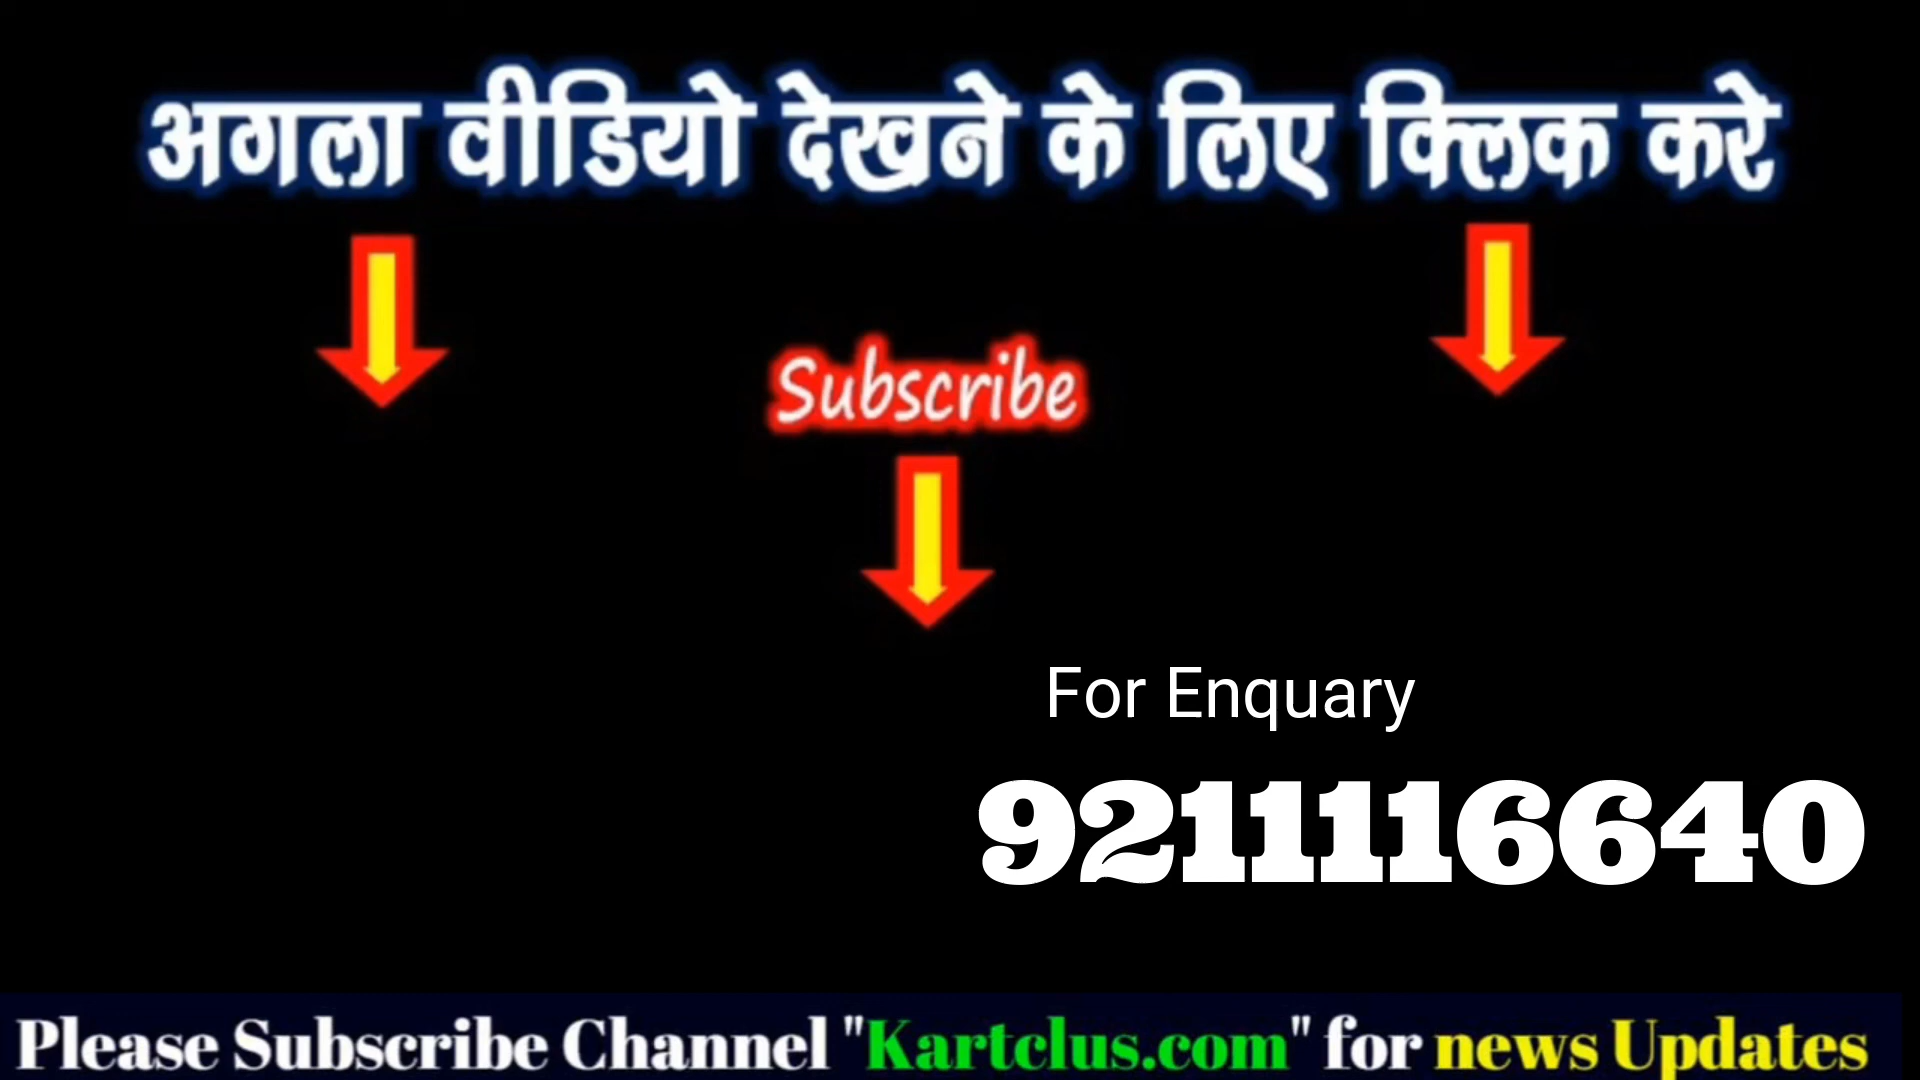 अगला वीडियो देखने के लिए क्लिक करे
Subscribe
For Enquary
9211116640
Please Subscribe Channel "Kartclus.com" for news Updates